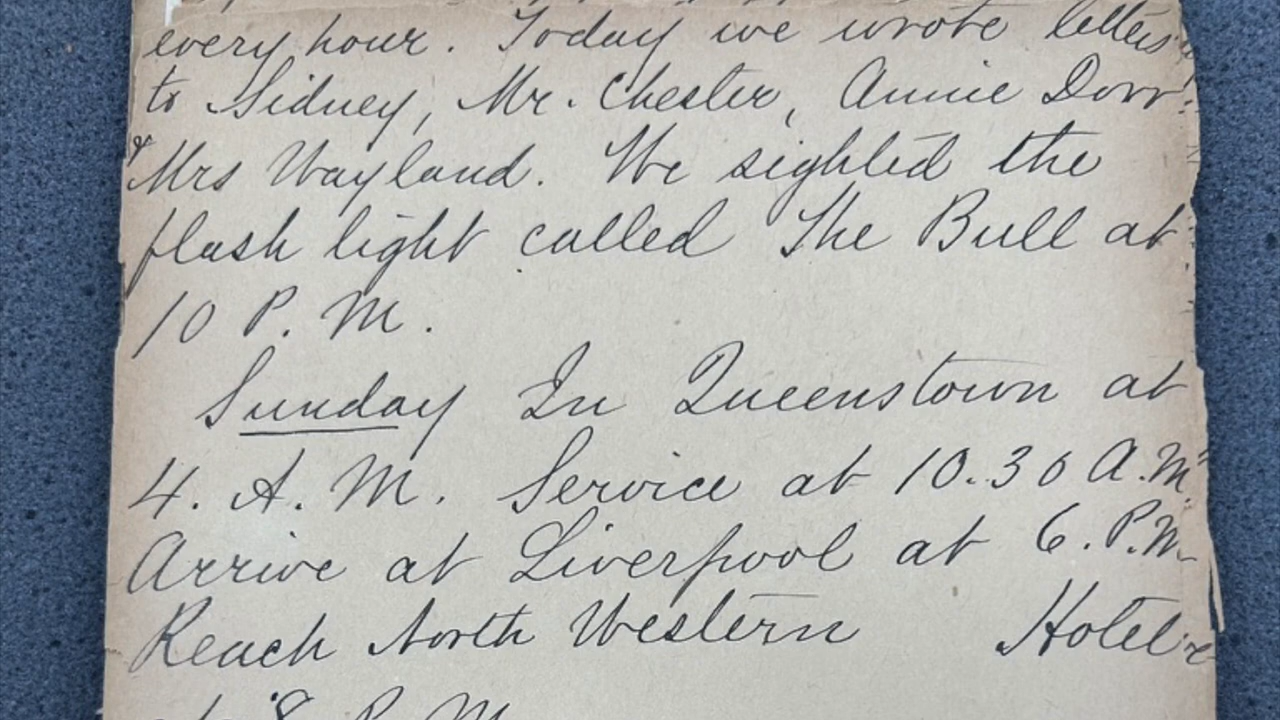 every hour. Today we wrote letters
to Sidney, Mr. Chester, Annie Dorr
& Mrs Wayland. We sighted the
flash light called The Bull at
10 P. M.
Sunday In Queenstown at
4. A. M. Service at 10.30 A.M.
Arrive at Liverpool at 6. P.M.
Reach North Western Hotel
at 8 P. M.